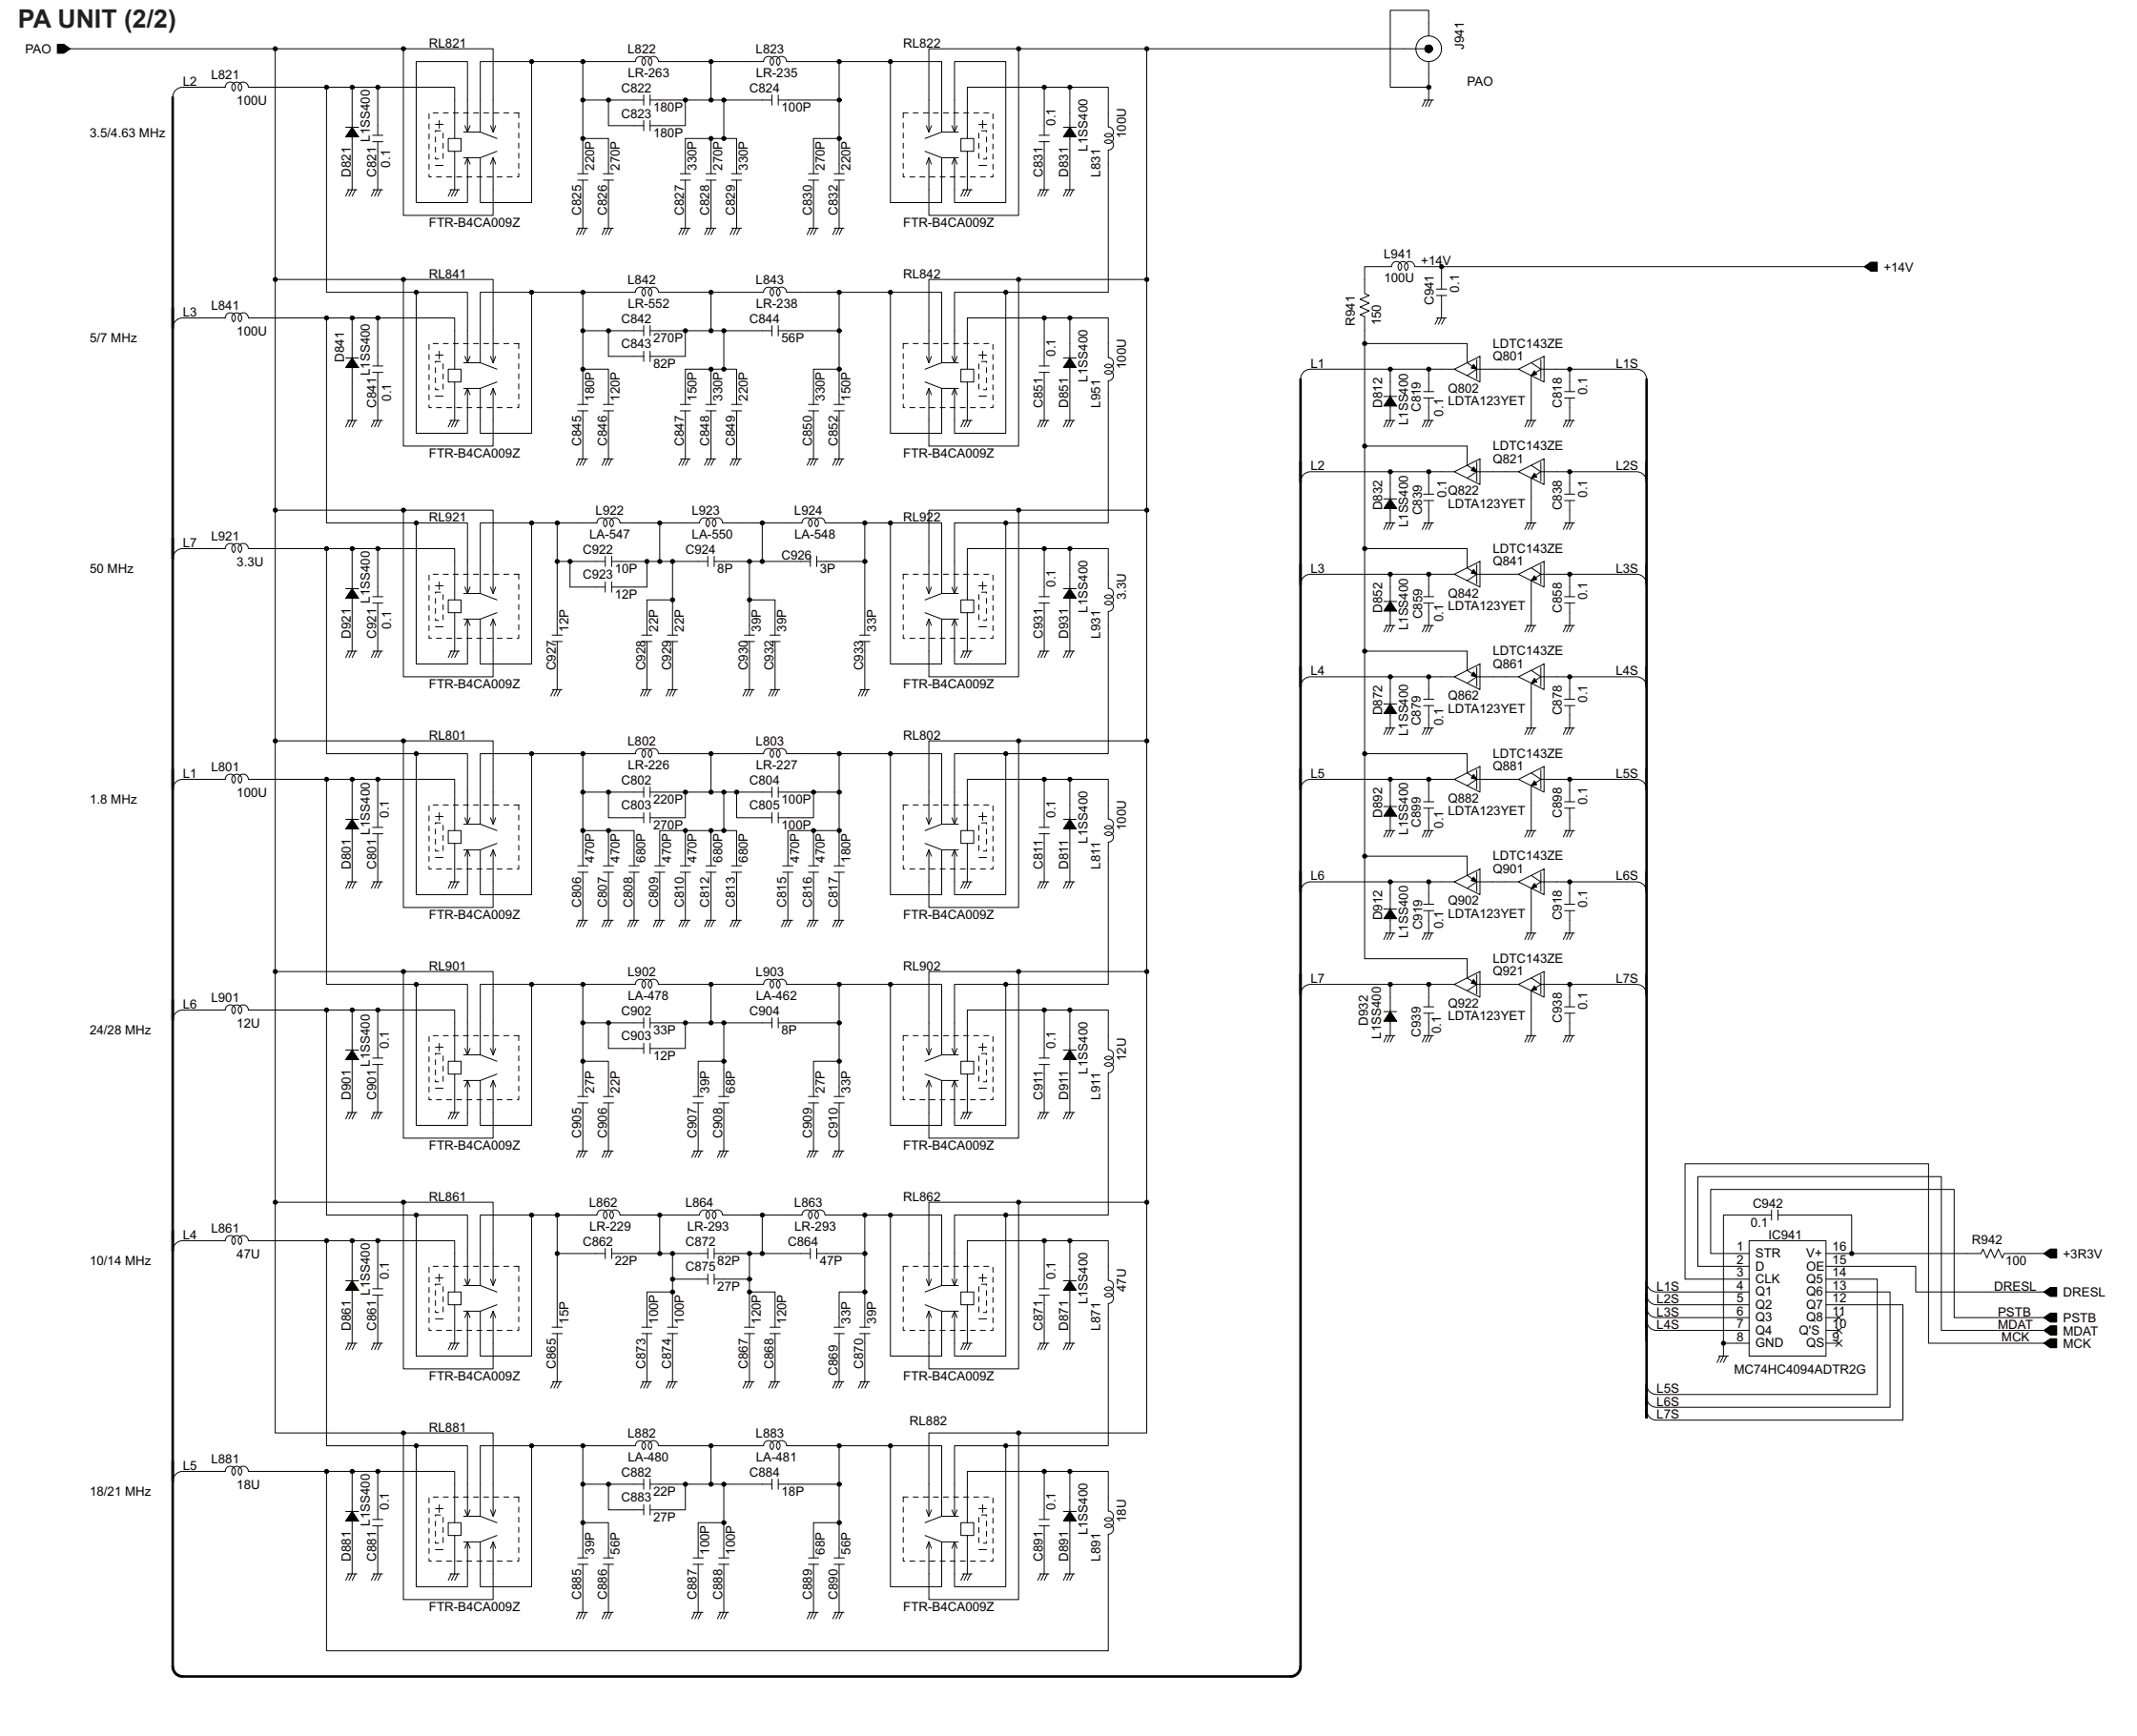 PA UNIT (2/2)
PAO
J941
PAO
3.5/4.63 MHz
L2
L821
100U
D821
L1SS400
C821
0.1
RL821
FTR-B4CA009Z
L822
LR-263
C822
180P
C823
180P
L823
LR-235
C824
100P
C825
220P
C826
270P
C827
330P
C828
270P
C829
330P
C830
270P
C832
220P
RL822
FTR-B4CA009Z
C831
0.1
D831
L1SS400
L831
100U
5/7 MHz
L3
L841
100U
D841
L1SS400
C841
0.1
RL841
FTR-B4CA009Z
L842
LR-552
C842
270P
C843
82P
L843
LR-238
C844
56P
C845
180P
C846
120P
C847
150P
C848
330P
C849
220P
C850
330P
C852
150P
RL842
FTR-B4CA009Z
C851
0.1
D851
L1SS400
L951
100U
50 MHz
L7
L921
3.3U
D921
L1SS400
C921
0.1
RL921
FTR-B4CA009Z
L922
LA-547
C922
10P
C923
12P
L923
LA-550
C924
8P
L924
LA-548
C926
3P
C927
12P
C928
22P
C929
22P
C930
39P
C932
39P
C933
33P
RL922
FTR-B4CA009Z
C931
0.1
D931
L1SS400
L931
3.3U
1.8 MHz
L1
L801
100U
D801
L1SS400
C801
0.1
RL801
FTR-B4CA009Z
L802
LR-226
C802
220P
C803
270P
L803
LR-227
C804
100P
C805
100P
C806
470P
C807
470P
C808
680P
C809
470P
C810
470P
C812
680P
C813
680P
C815
470P
C816
470P
C817
180P
RL802
FTR-B4CA009Z
C811
0.1
D811
L1SS400
L811
100U
24/28 MHz
L6
L901
12U
D901
L1SS400
C901
0.1
RL901
FTR-B4CA009Z
L902
LA-478
C902
33P
C903
12P
L903
LA-462
C904
8P
C905
27P
C906
22P
C907
39P
C908
68P
C909
27P
C910
33P
RL902
FTR-B4CA009Z
C911
0.1
D911
L1SS400
L911
12U
10/14 MHz
L4
L861
47U
D861
L1SS400
C861
0.1
RL861
FTR-B4CA009Z
L862
LR-229
C862
22P
L864
LR-293
C872
82P
C875
27P
L863
LR-293
C864
47P
C865
15P
C873
100P
C874
100P
C867
120P
C868
120P
C869
33P
C870
39P
RL862
FTR-B4CA009Z
C871
0.1
D871
L1SS400
L871
47U
18/21 MHz
L5
L881
18U
D881
L1SS400
C881
0.1
RL881
FTR-B4CA009Z
L882
LA-480
C882
22P
C883
27P
L883
LA-481
C884
18P
C885
39P
C886
56P
C887
100P
C888
100P
C889
68P
C890
56P
RL882
FTR-B4CA009Z
C891
0.1
D891
L1SS400
L891
18U
L941
100U
+14V
C941
0.1
+14V
R941
150
L1
D812
L1SS400
C819
0.1
LDTC143ZE
Q801
Q802
LDTA123YET
C818
0.1
L1S
L2
D832
L1SS400
C839
0.1
LDTC143ZE
Q821
Q822
LDTA123YET
C838
0.1
L2S
L3
D852
L1SS400
C859
0.1
LDTC143ZE
Q841
Q842
LDTA123YET
C858
0.1
L3S
L4
D872
L1SS400
C879
0.1
LDTC143ZE
Q861
Q862
LDTA123YET
C878
0.1
L4S
L5
D892
L1SS400
C899
0.1
LDTC143ZE
Q881
Q882
LDTA123YET
C898
0.1
L5S
L6
D912
L1SS400
C919
0.1
LDTC143ZE
Q901
Q902
LDTA123YET
C918
0.1
L6S
L7
D932
L1SS400
C939
0.1
LDTC143ZE
Q921
Q922
LDTA123YET
C938
0.1
L7S
C942
0.1
IC941
1 STR V+ 16
2 D OE 15
3 CLK Q5 14
4 Q1 Q6 13
5 Q2 Q7 12
6 Q3 Q8 11
7 Q4 Q'S 10
8 GND QS 9
MC74HC4094ADTR2G
L1S
L2S
L3S
L4S
L5S
L6S
L7S
R942
100
+3R3V
DRESL
DRESL
PSTB
PSTB
MDAT
MDAT
MCK
MCK